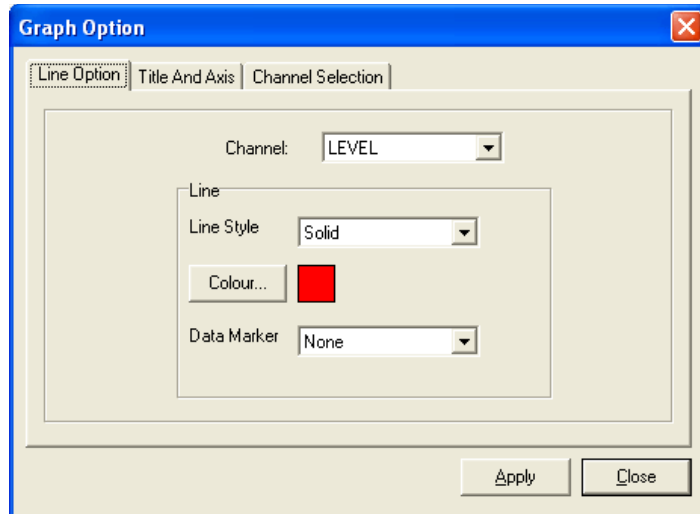 Graph Option
Line Option Title And Axis Channel Selection
Channel: LEVEL
Line
Line Style Solid
Colour...
Data Marker None
Apply Close